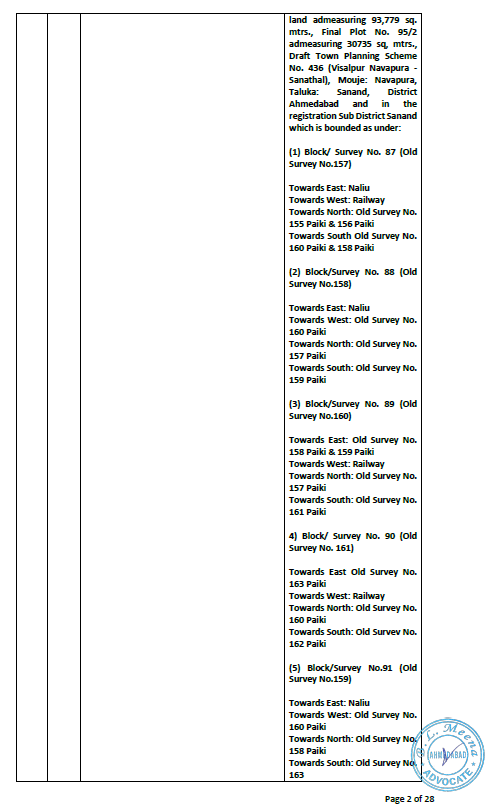 land admeasuring 93,779 sq.
mtrs., Final Plot No. 95/2
admeasuring 30735 sq, mtrs.,
Draft Town Planning Scheme
No. 436 (Visalpur Navapura -
Sanathal), Mouje: Navapura,
Taluka: Sanand, District
Ahmedabad and in the
registration Sub District Sanand
which is bounded as under:
(1) Block/ Survey No. 87 (Old
Survey No.157)
Towards East: Naliu
Towards West: Railway
Towards North: Old Survey No.
155 Paiki & 156 Paiki
Towards South Old Survey No.
160 Paiki & 158 Paiki
(2) Block/Survey No. 88 (Old
Survey No.158)
Towards East: Naliu
Towards West: Old Survey No.
160 Paiki
Towards North: Old Survey No.
157 Paiki
Towards South: Old Survey No.
159 Paiki
(3) Block/Survey No. 89 (Old
Survey No.160)
Towards East: Old Survey No.
158 Paiki & 159 Paiki
Towards West: Railway
Towards North: Old Survey No.
157 Paiki
Towards South: Old Survey No.
161 Paiki
4) Block/ Survey No. 90 (Old
Survey No. 161)
Towards East Old Survey No.
163 Paiki
Towards West: Railway
Towards North: Old Survey No.
160 Paiki
Towards South: Old Survev No.
162 Paiki
(5) Block/Survey No.91 (Old
Survey No.159)
Towards East: Naliu
Towards West: Old Survey No.
160 Paiki
Towards North: Old Survey No.
158 Paiki
Towards South: Old Survey No.
163
L. Meena
AHMEDABAD
ADVOCATE
Page 2 of 28